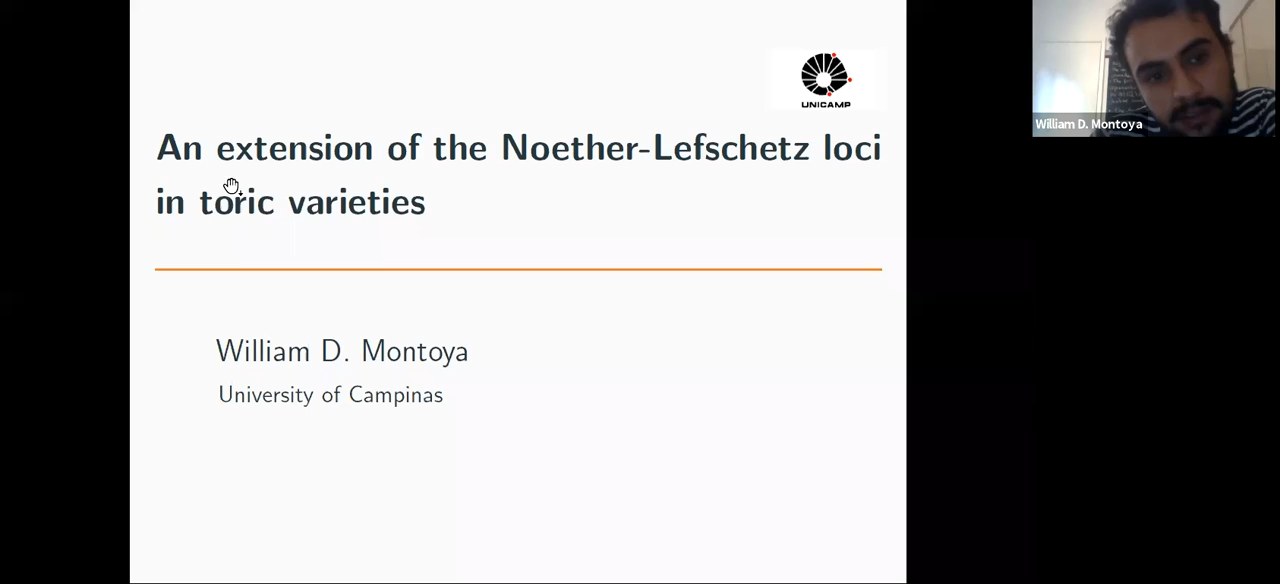 UNICAMP
An extension of the Noether-Lefschetz loci
in toric varieties
William D. Montoya
University of Campinas
William D. Montoya